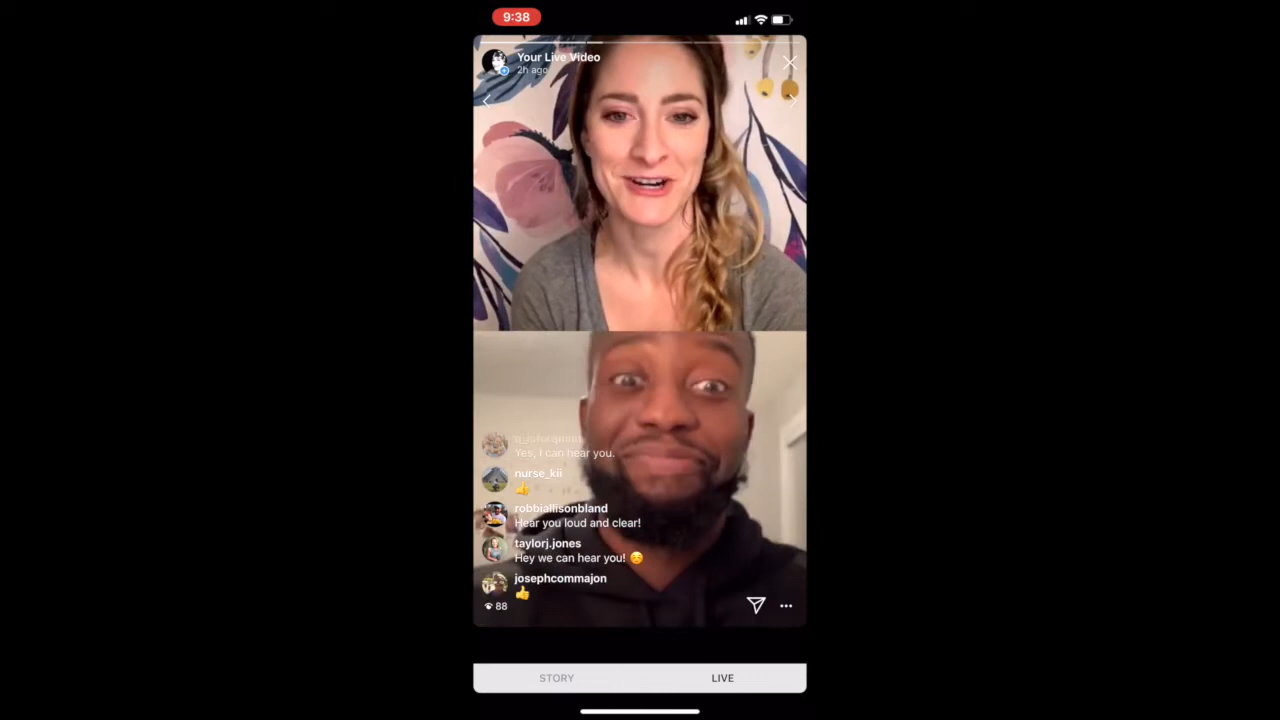 9:38
Your Live Video
2h ago
Yes, I can hear you.
nurse_kii
👍
robbiallisonbland
Hear you loud and clear!
taylorj.jones
Hey we can hear you! ☺️
josephcommajon
👍
88
STORY LIVE